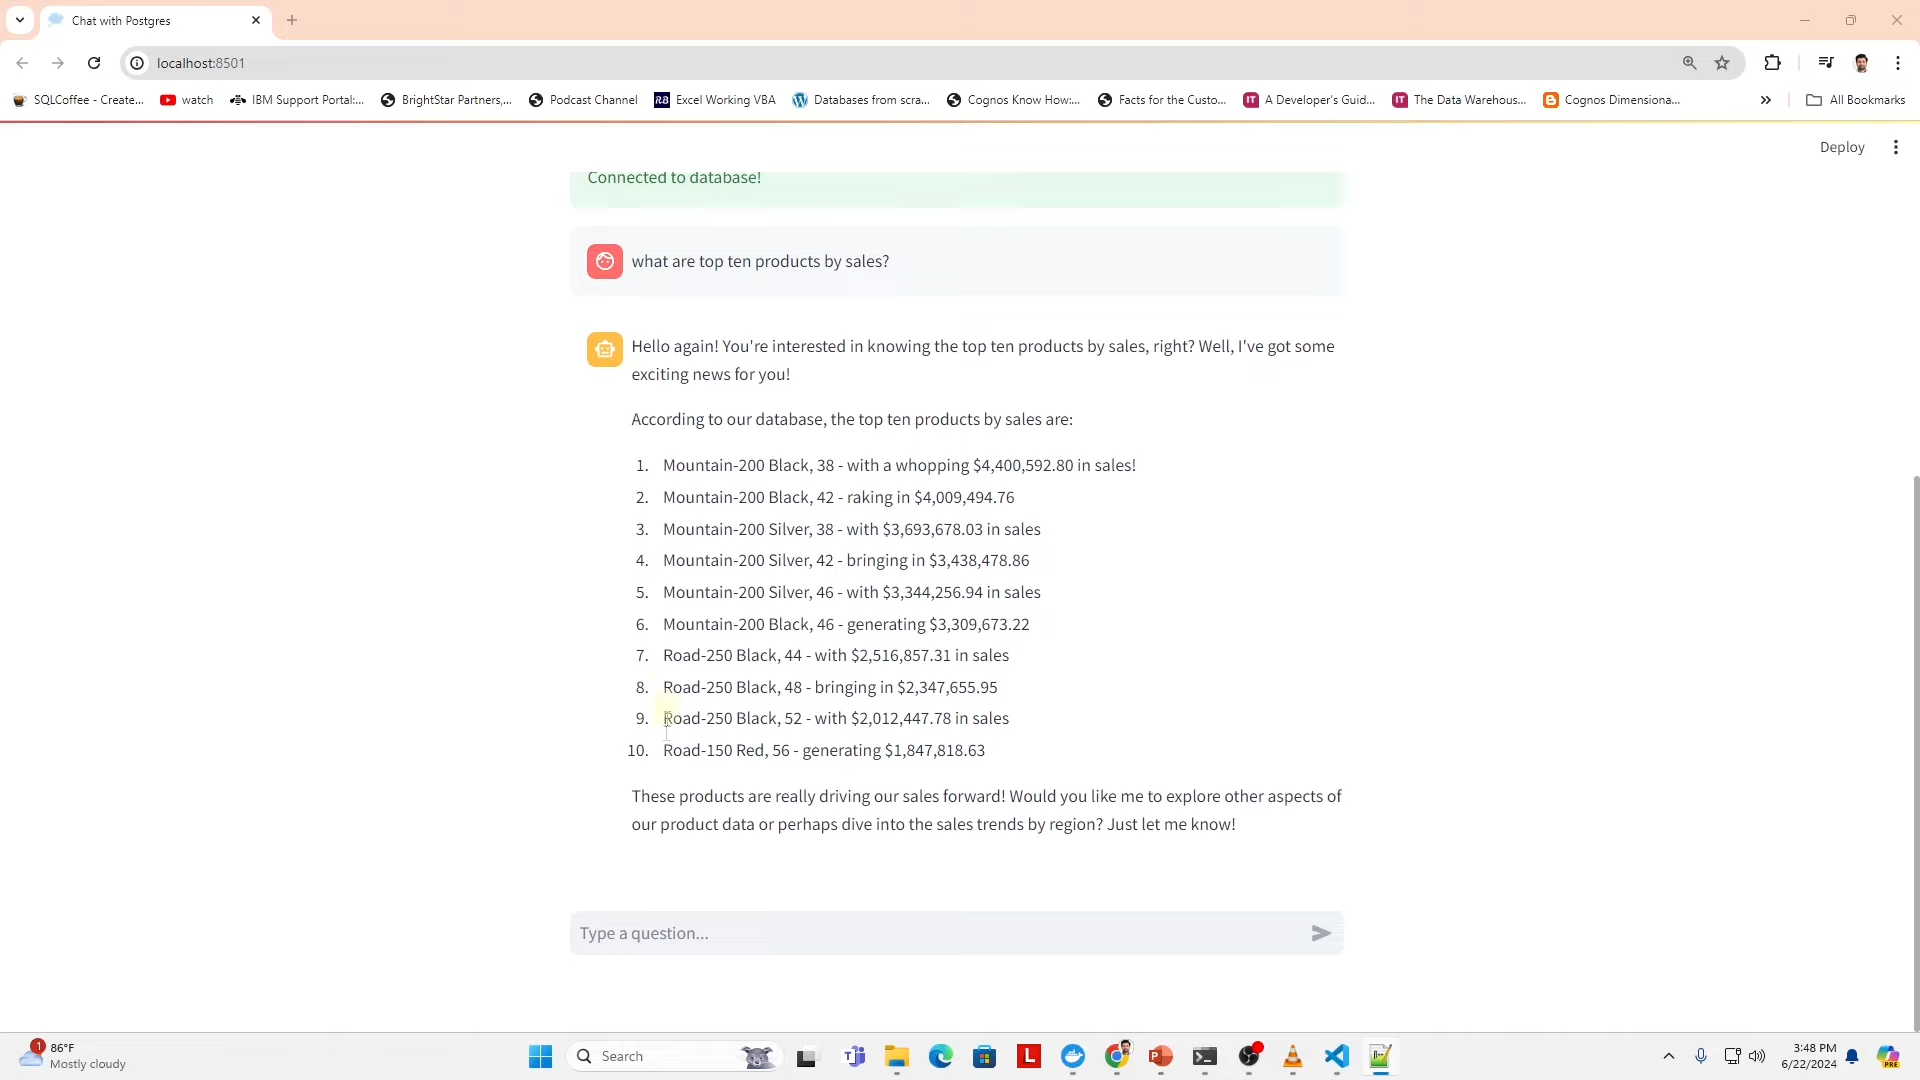 Chat with Postgres
localhost:8501
SQLCoffee - Create...
watch
IBM Support Portal:...
BrightStar Partners,...
Podcast Channel
Excel Working VBA
Databases from scra...
Cognos Know How:...
Facts for the Custo...
A Developer's Guid...
The Data Warehous...
Cognos Dimensiona...
All Bookmarks
Deploy
Connected to database!
what are top ten products by sales?
Hello again! You're interested in knowing the top ten products by sales, right? Well, I've got some
exciting news for you!
According to our database, the top ten products by sales are:
1. Mountain-200 Black, 38 - with a whopping $4,400,592.80 in sales!
2. Mountain-200 Black, 42 - raking in $4,009,494.76
3. Mountain-200 Silver, 38 - with $3,693,678.03 in sales
4. Mountain-200 Silver, 42 - bringing in $3,438,478.86
5. Mountain-200 Silver, 46 - with $3,344,256.94 in sales
6. Mountain-200 Black, 46 - generating $3,309,673.22
7. Road-250 Black, 44 - with $2,516,857.31 in sales
8. Road-250 Black, 48 - bringing in $2,347,655.95
9. Road-250 Black, 52 - with $2,012,447.78 in sales
10. Road-150 Red, 56 - generating $1,847,818.63
These products are really driving our sales forward! Would you like me to explore other aspects of
our product data or perhaps dive into the sales trends by region? Just let me know!
Type a question...
1
86°F
Mostly cloudy
Search
L
3:48 PM
6/22/2024
PRE